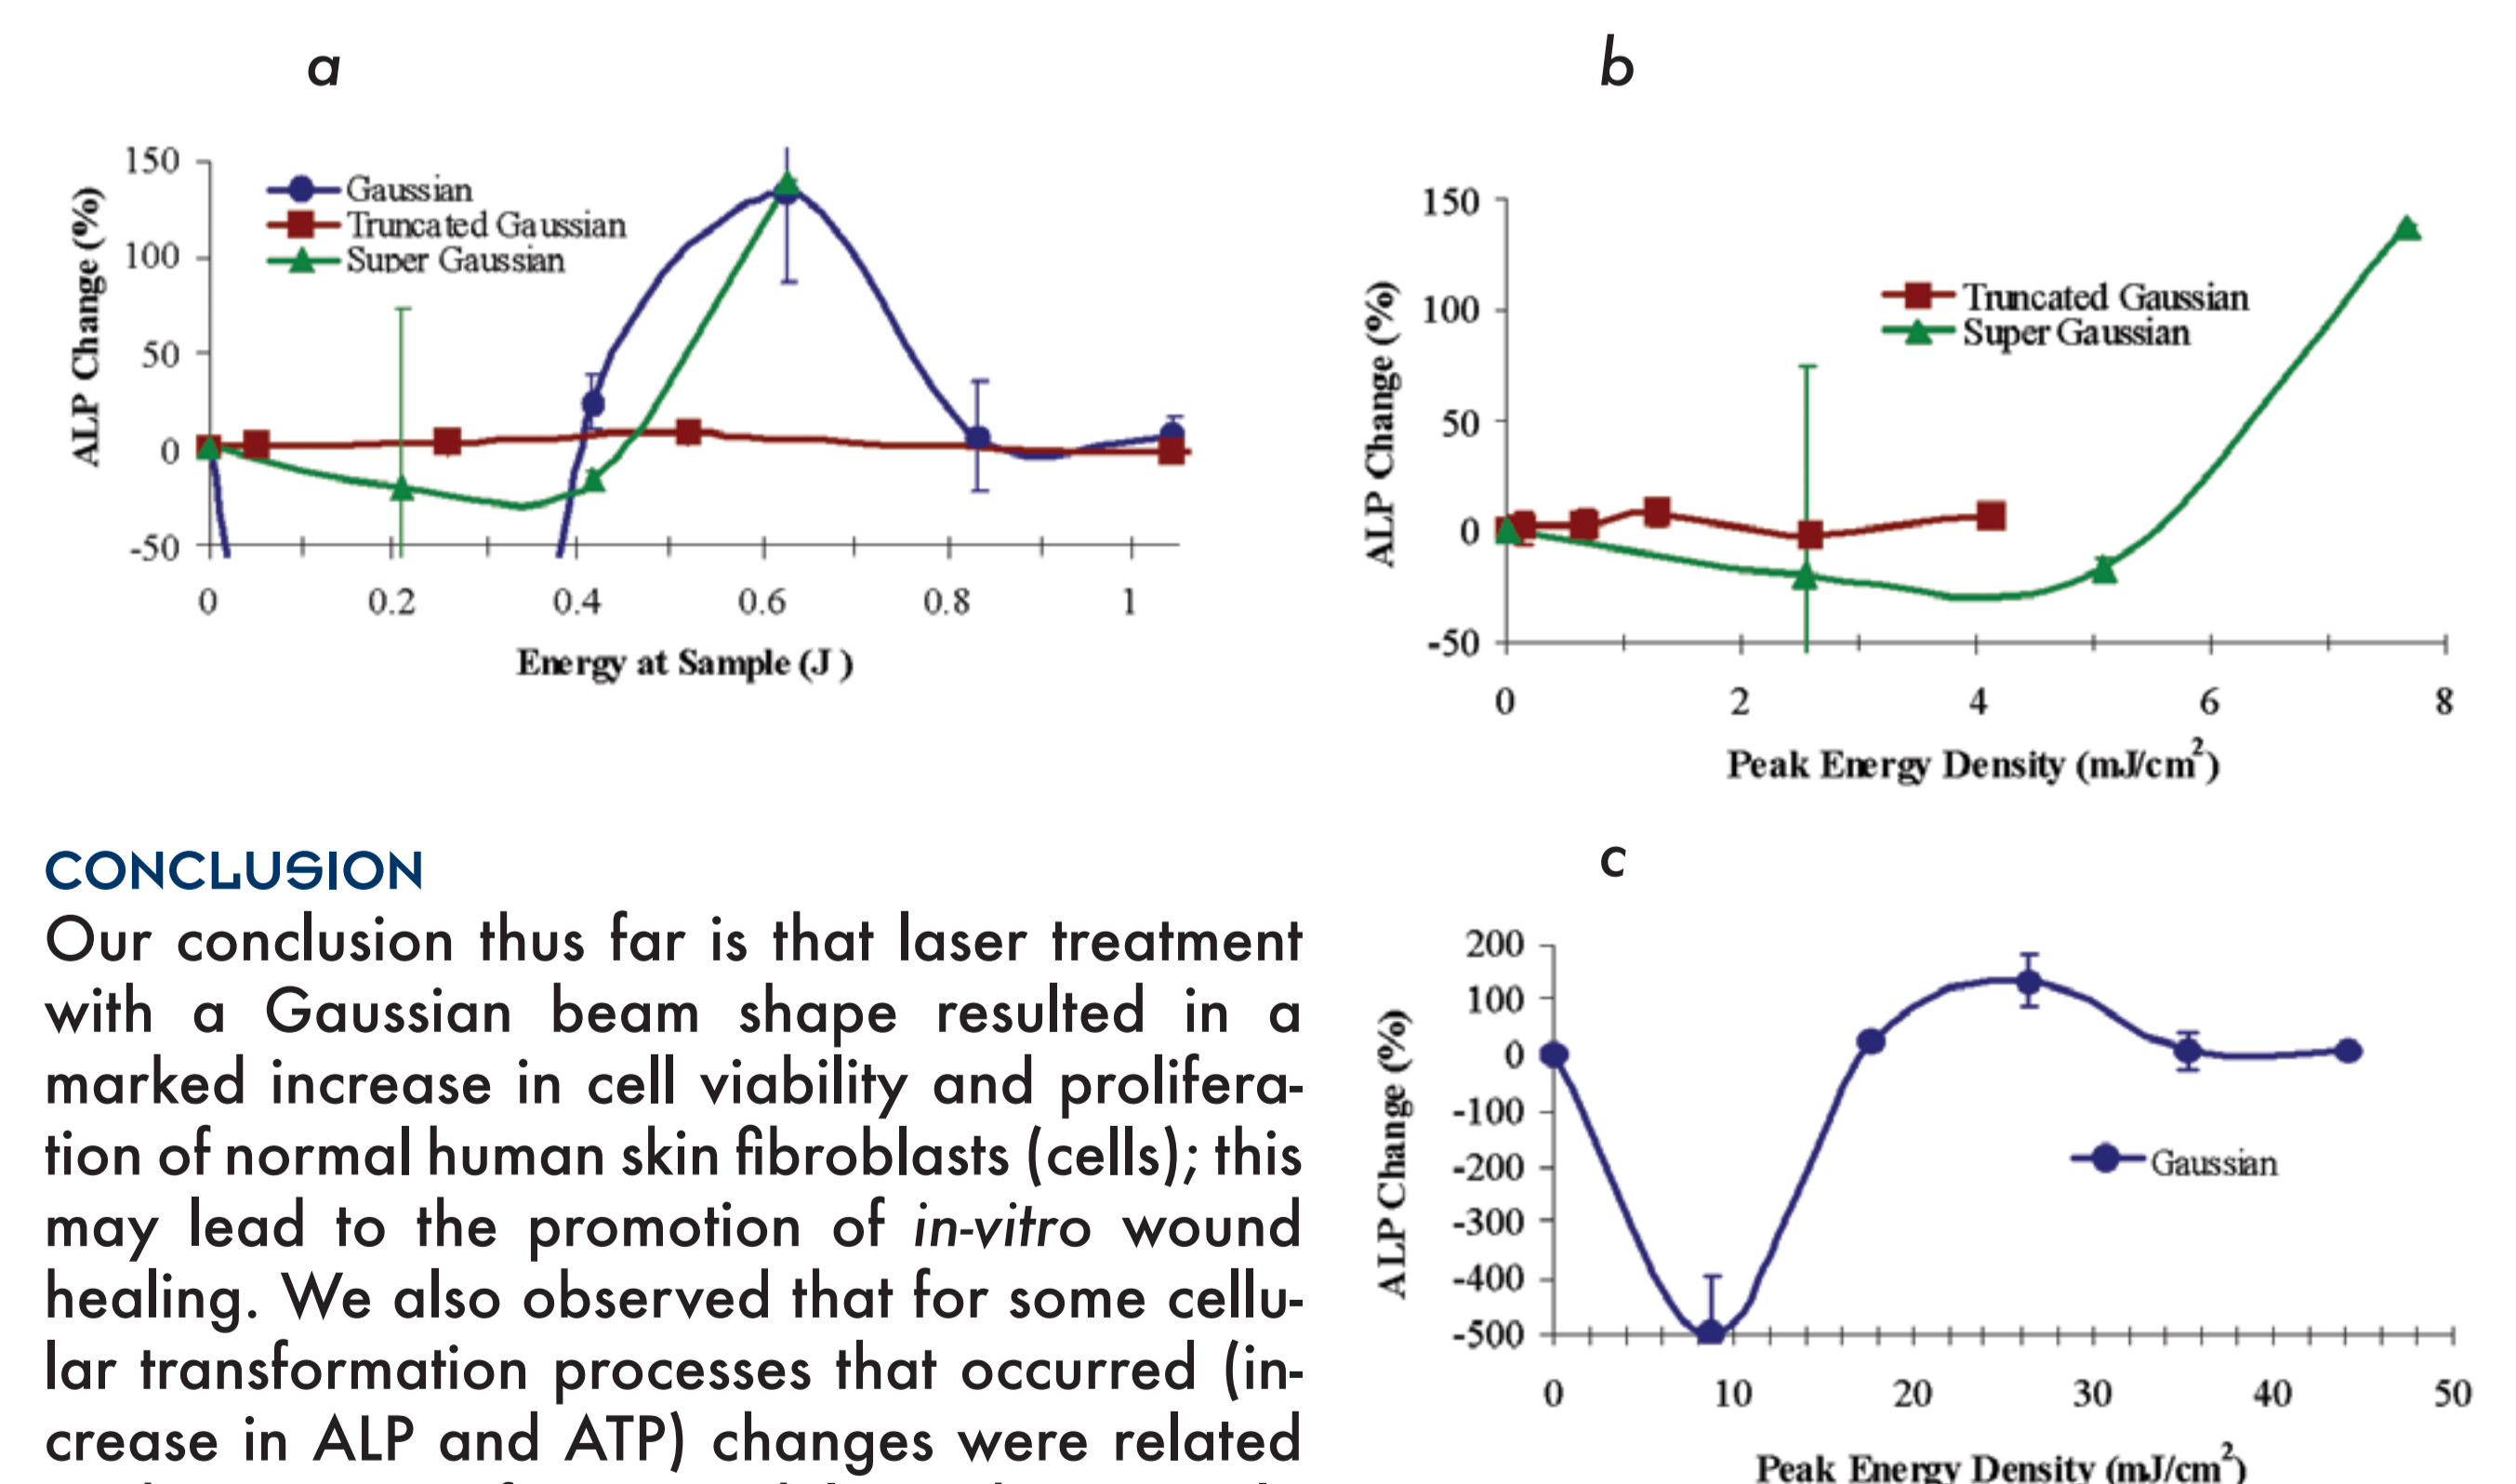 a
150
100
50
0
-50
ALP Change (%)
Gaussian
Truncated Gaussian
Super Gaussian
0 0.2 0.4 0.6 0.8 1
Energy at Sample (J )
b
150
100
50
0
-50
ALP Change (%)
Truncated Gaussian
Super Gaussian
0 2 4 6 8
Peak Energy Density (mJ/cm²)
CONCLUSION
Our conclusion thus far is that laser treatment
with a Gaussian beam shape resulted in a
marked increase in cell viability and prolifera-
tion of normal human skin fibroblasts (cells); this
may lead to the promotion of in-vitro wound
healing. We also observed that for some cellu-
lar transformation processes that occurred (in-
crease in ALP and ATP) changes were related
c
200
100
0
-100
-200
-300
-400
-500
ALP Change (%)
Gaussian
0 10 20 30 40 50
Peak Energy Density (mJ/cm²)